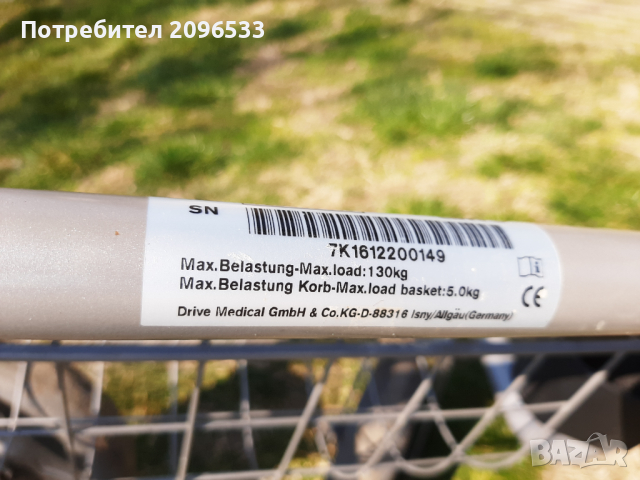 Потребител 2096533
SN
7K1612200149
Max.Belastung-Max.load:130kg
Max.Belastung Korb-Max.load basket:5.0kg
Drive Medical GmbH & Co.KG-D-88316 Isny/Allgäu(Germany)
CE
BAZAR